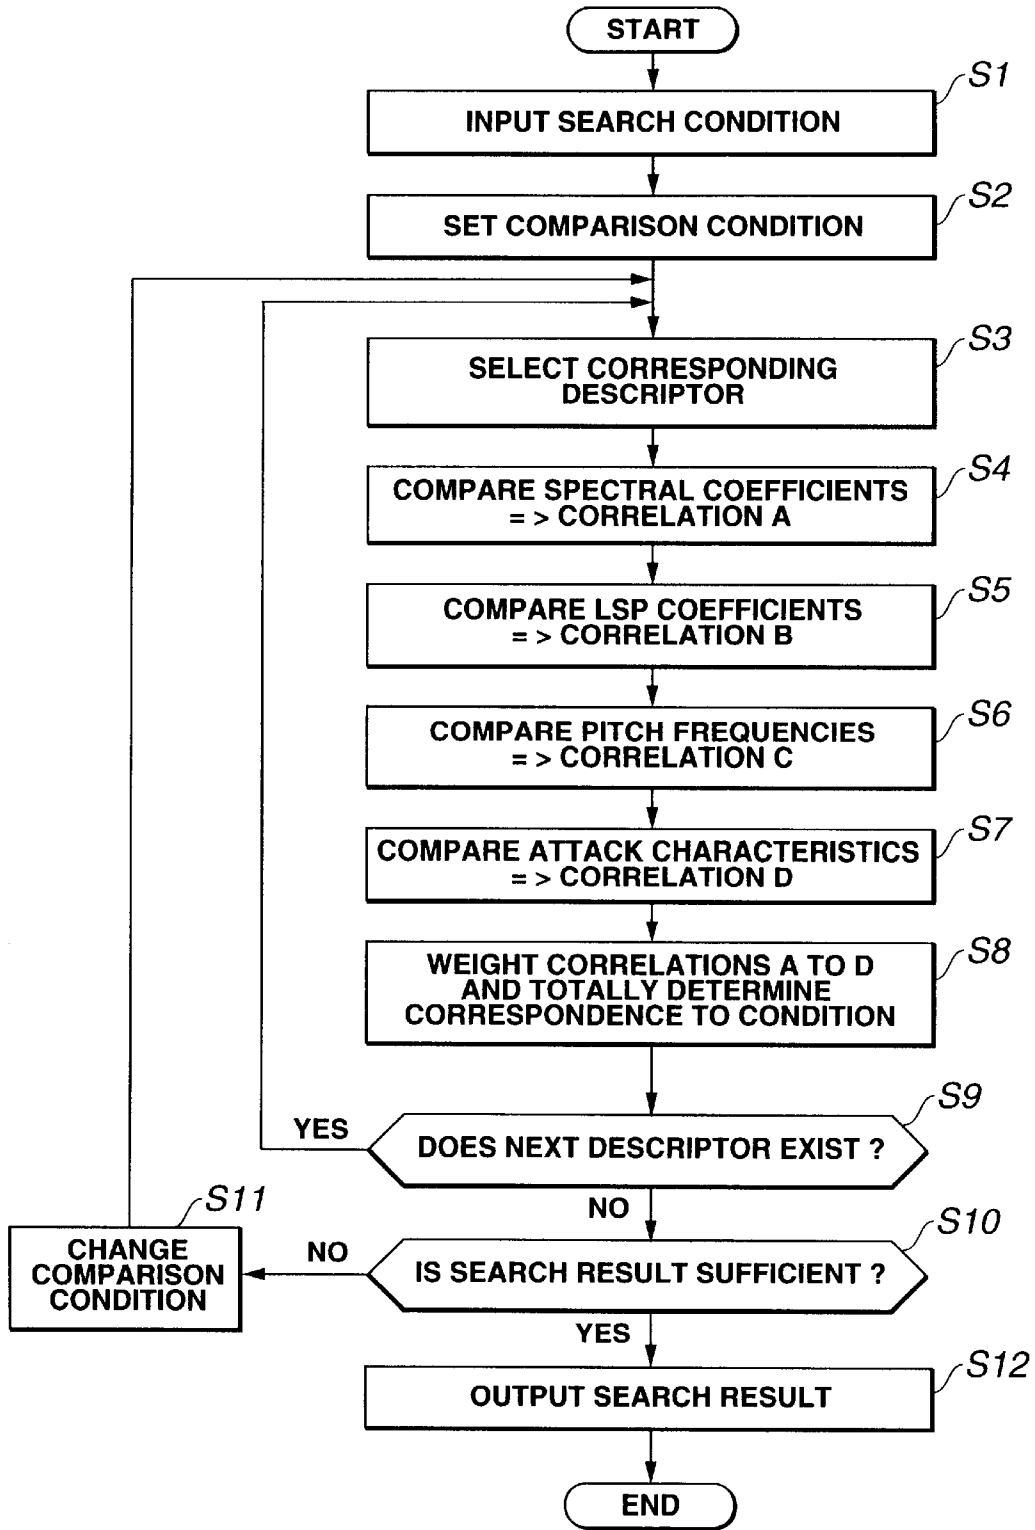 START
S1
INPUT SEARCH CONDITION
S2
SET COMPARISON CONDITION
S3
SELECT CORRESPONDING
DESCRIPTOR
S4
COMPARE SPECTRAL COEFFICIENTS
= > CORRELATION A
S5
COMPARE LSP COEFFICIENTS
= > CORRELATION B
S6
COMPARE PITCH FREQUENCIES
= > CORRELATION C
S7
COMPARE ATTACK CHARACTERISTICS
= > CORRELATION D
S8
WEIGHT CORRELATIONS A TO D
AND TOTALLY DETERMINE
CORRESPONDENCE TO CONDITION
S9
YES
DOES NEXT DESCRIPTOR EXIST ?
NO
S11
CHANGE
COMPARISON
CONDITION
S10
NO
IS SEARCH RESULT SUFFICIENT ?
YES
S12
OUTPUT SEARCH RESULT
END